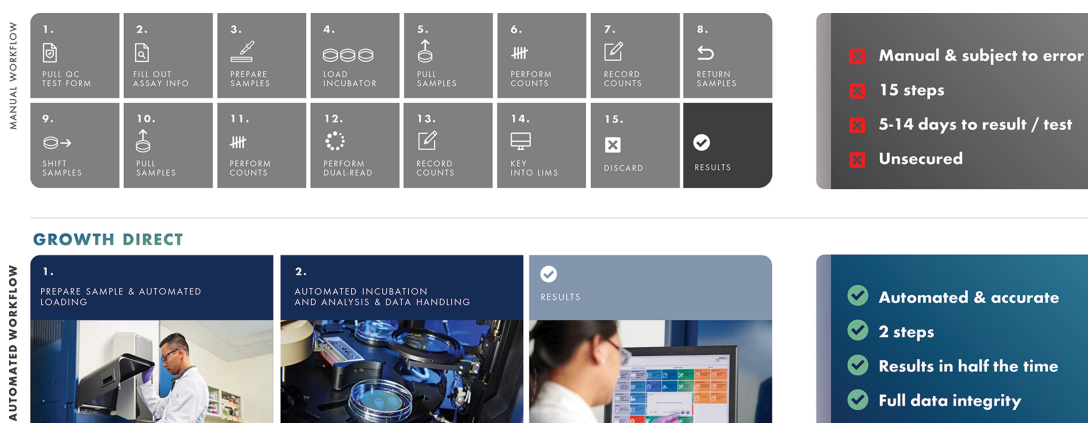 MANUAL WORKFLOW
1.
PULL QC
TEST FORM
2.
FILL OUT
ASSAY INFO
3.
PREPARE
SAMPLES
4.
LOAD
INCUBATOR
5.
PULL
SAMPLES
6.
PERFORM
COUNTS
7.
RECORD
COUNTS
8.
RETURN
SAMPLES
9.
SHIFT
SAMPLES
10.
PULL
SAMPLES
11.
PERFORM
COUNTS
12.
PERFORM
DUAL-READ
13.
RECORD
COUNTS
14.
KEY
INTO LIMS
15.
DISCARD
RESULTS
Manual & subject to error
15 steps
5-14 days to result / test
Unsecured
GROWTH DIRECT
AUTOMATED WORKFLOW
1.
PREPARE SAMPLE & AUTOMATED
LOADING
2.
AUTOMATED INCUBATION
AND ANALYSIS & DATA HANDLING
RESULTS
Automated & accurate
2 steps
Results in half the time
Full data integrity